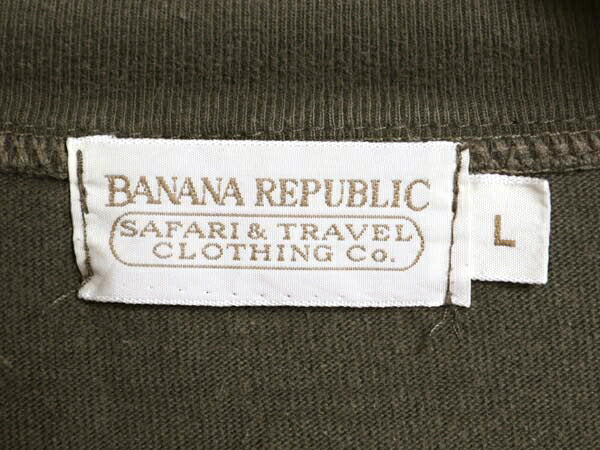 BANANA REPUBLIC
SAFARI & TRAVEL
CLOTHING Co.
L